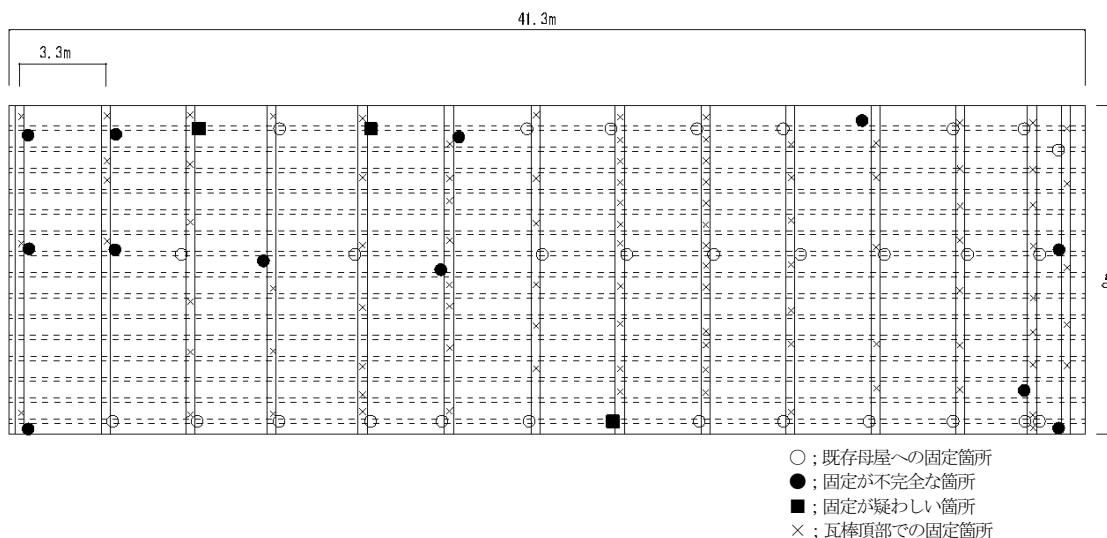 41.3m
3.3m
○；既存母屋への固定箇所
●；固定が不完全な箇所
■；固定が疑わしい箇所
×；瓦棒頂部での固定箇所